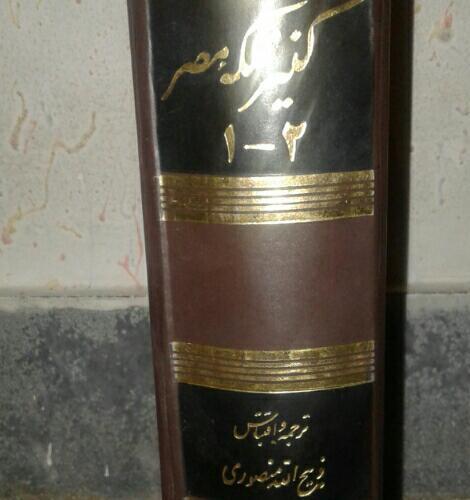 کنیز ملکه مصر
۱-۲
ترجمه و اقتباس
ذبیح الله منصوری